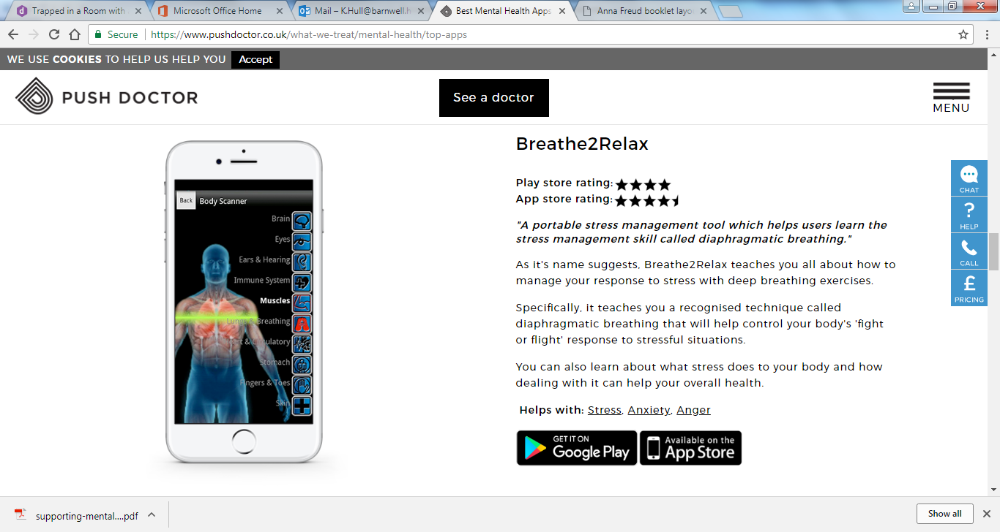 Trapped in a Room with
Microsoft Office Home
Mail – K.Hull@barnwell.h
Best Mental Health Apps
Anna Freud booklet layo
Secure
https://www.pushdoctor.co.uk/what-we-treat/mental-health/top-apps
WE USE COOKIES TO HELP US HELP YOU Accept
PUSH DOCTOR
See a doctor
MENU
Back Body Scanner
Brain
Eyes
Ears & Hearing
Immune System
Muscles
Lungs & Breathing
& Circulatory
Stomach
Fingers & Toes
Skin
Breathe2Relax
Play store rating:
App store rating:
"A portable stress management tool which helps users learn the
stress management skill called diaphragmatic breathing."
As it's name suggests, Breathe2Relax teaches you all about how to
manage your response to stress with deep breathing exercises.
Specifically, it teaches you a recognised technique called
diaphragmatic breathing that will help control your body's 'fight
or flight' response to stressful situations.
You can also learn about what stress does to your body and how
dealing with it can help your overall health.
Helps with: Stress, Anxiety, Anger
GET IT ON
Google Play
Available on the
App Store
CHAT
?
HELP
CALL
£
PRICING
supporting-mental....pdf
Show all